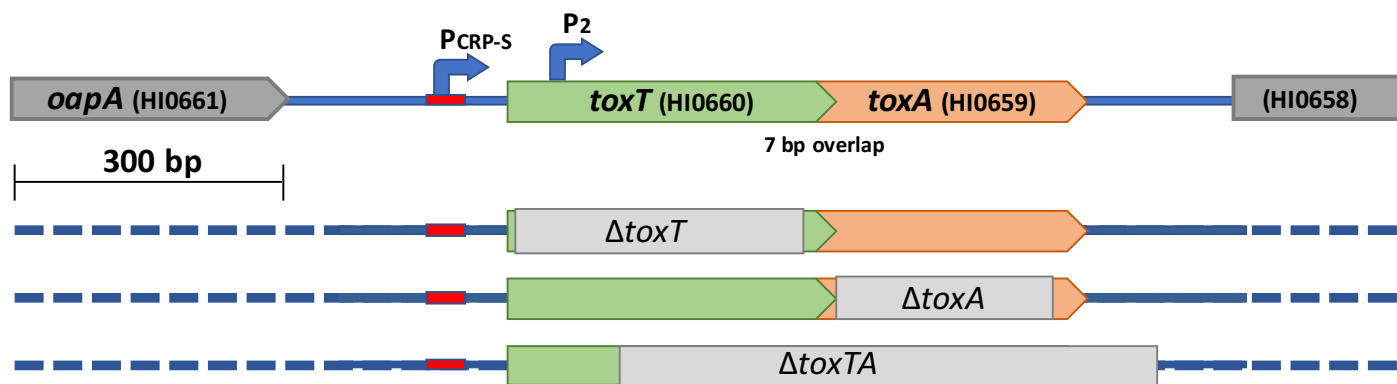 PCRP-S
P2
oapA (HI0661)
toxT (HI0660)
toxA (HI0659)
(HI0658)
7 bp overlap
300 bp
ΔtoxT
ΔtoxA
ΔtoxTA